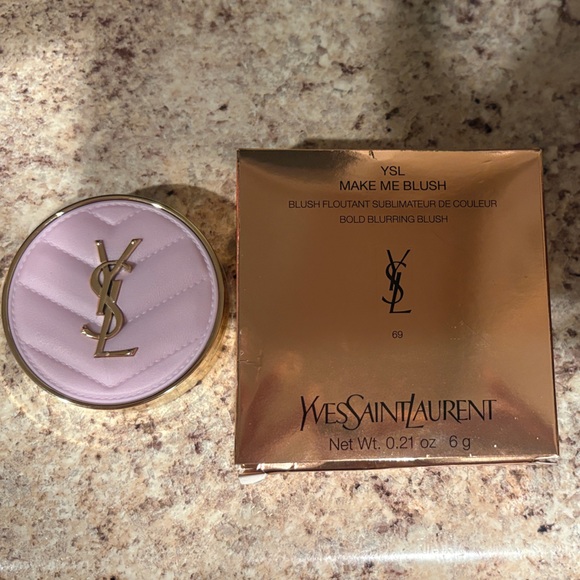 YSL
YSL
MAKE ME BLUSH
BLUSH FLOUTANT SUBLIMATEUR DE COULEUR
BOLD BLURRING BLUSH
YSL
69
YVESSAINTLAURENT
Net Wt. 0.21 oz 6 g